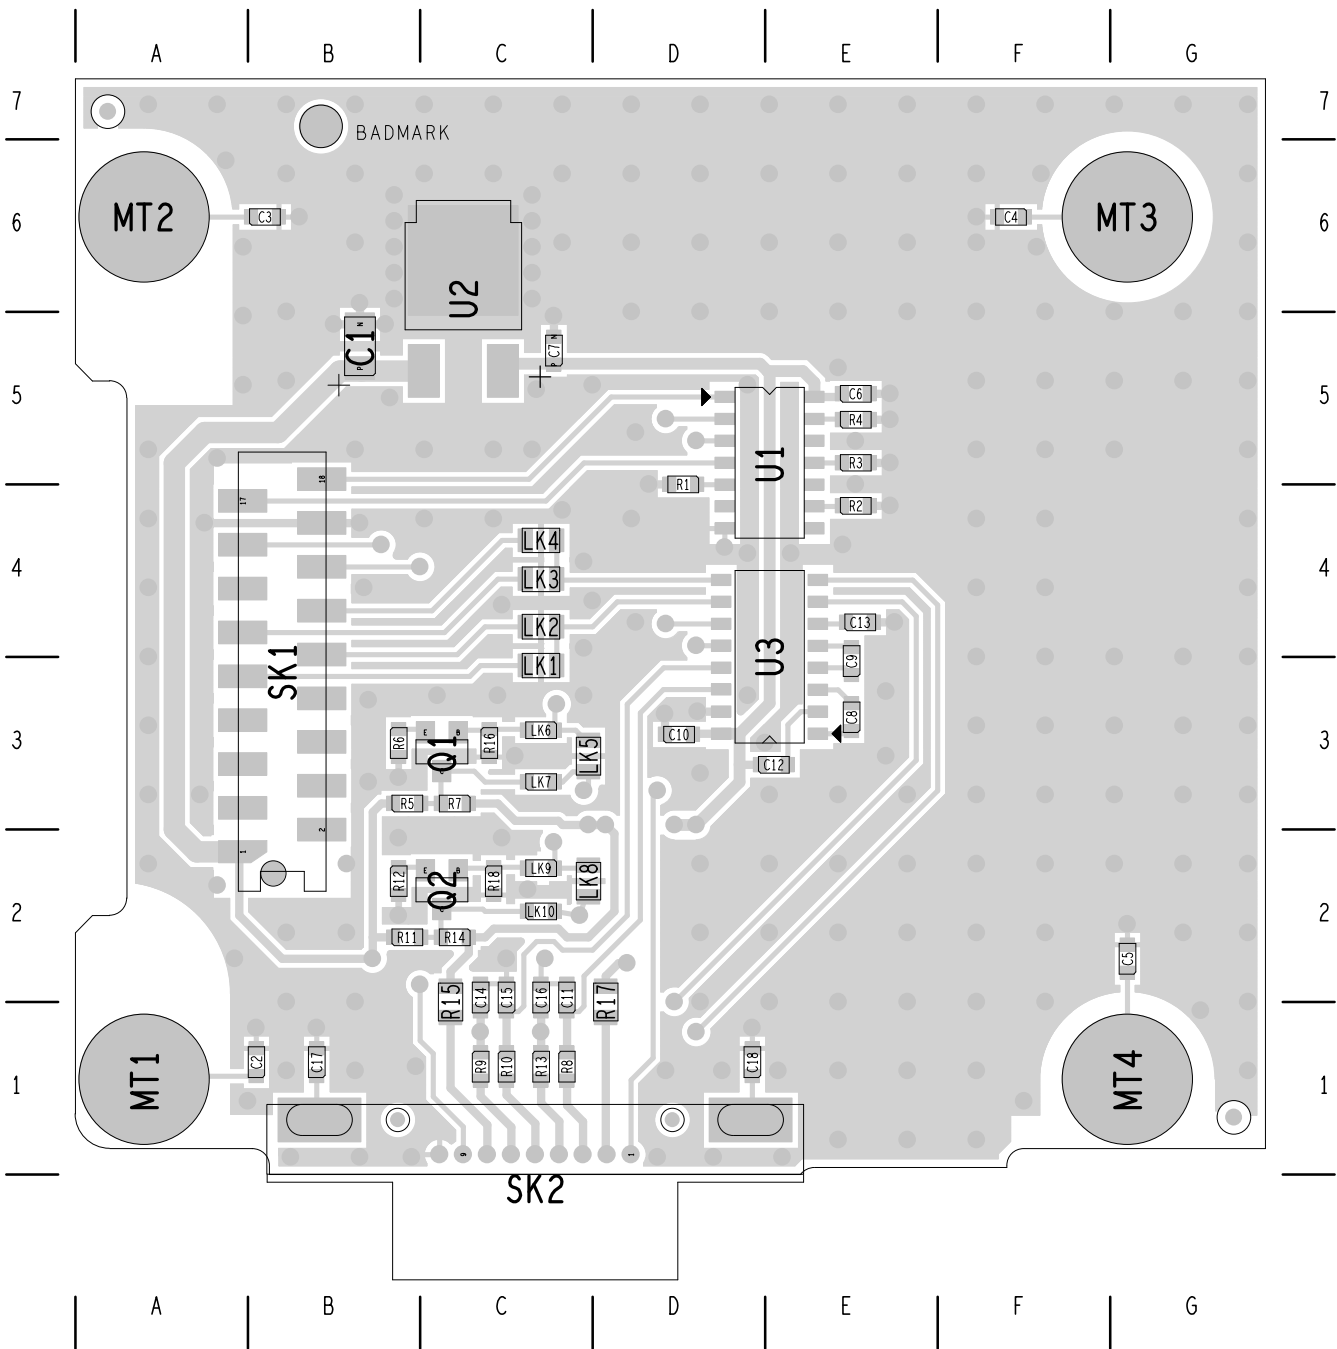 A B C D E F G
7 7
BADMARK
6 MT2 C3 C4 MT3 6
U2
N
C1
P
N
C7
P
5 C6 5
R4
U1
18 R3
R1
17 R2
LK4
4 LK3 4
C13
LK2
U3
C9
SK1 LK1
C8
E B LK6
R6 Q1 R16 LK5 C10
C
3 C12 3
LK7
R5 R7
2
1
E B LK9
R12 Q2 R18 LK8
C
2 LK10 2
R11 R14
C5
R15 C14 C15 C16 C11 R17
C2 C17 R9 R10 R13 R8 C18
MT1 MT4
1 1
9 1
SK2
A B C D E F G